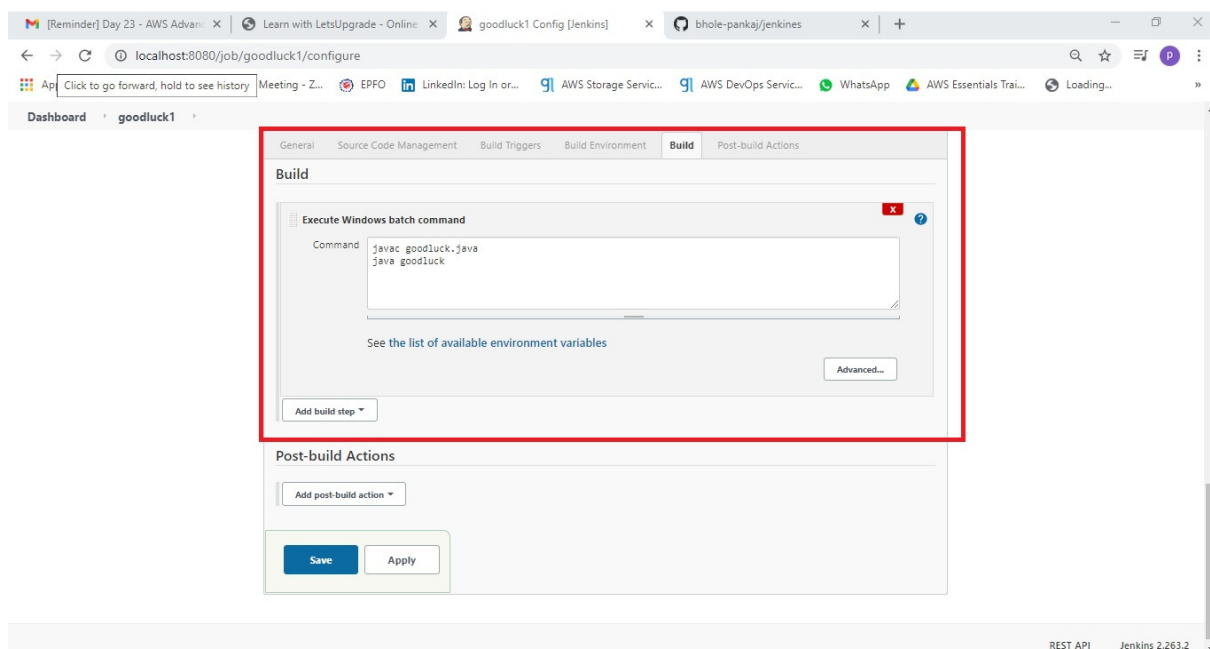 [Reminder] Day 23 - AWS Advanc
Learn with LetsUpgrade - Online
goodluck1 Config [Jenkins]
bhole-pankaj/jenkines
localhost:8080/job/goodluck1/configure
P
Ap
Click to go forward, hold to see history
Meeting - Z...
EPFO
LinkedIn: Log In or...
AWS Storage Servic...
AWS DevOps Servic...
WhatsApp
AWS Essentials Trai...
Loading...
»
Dashboard
goodluck1
General Source Code Management Build Triggers Build Environment Build Post-build Actions
Build
X
Execute Windows batch command
?
Command
javac goodluck.java
java goodluck
See the list of available environment variables
Advanced...
Add build step
Post-build Actions
Add post-build action
Save Apply
REST API Jenkins 2.263.2